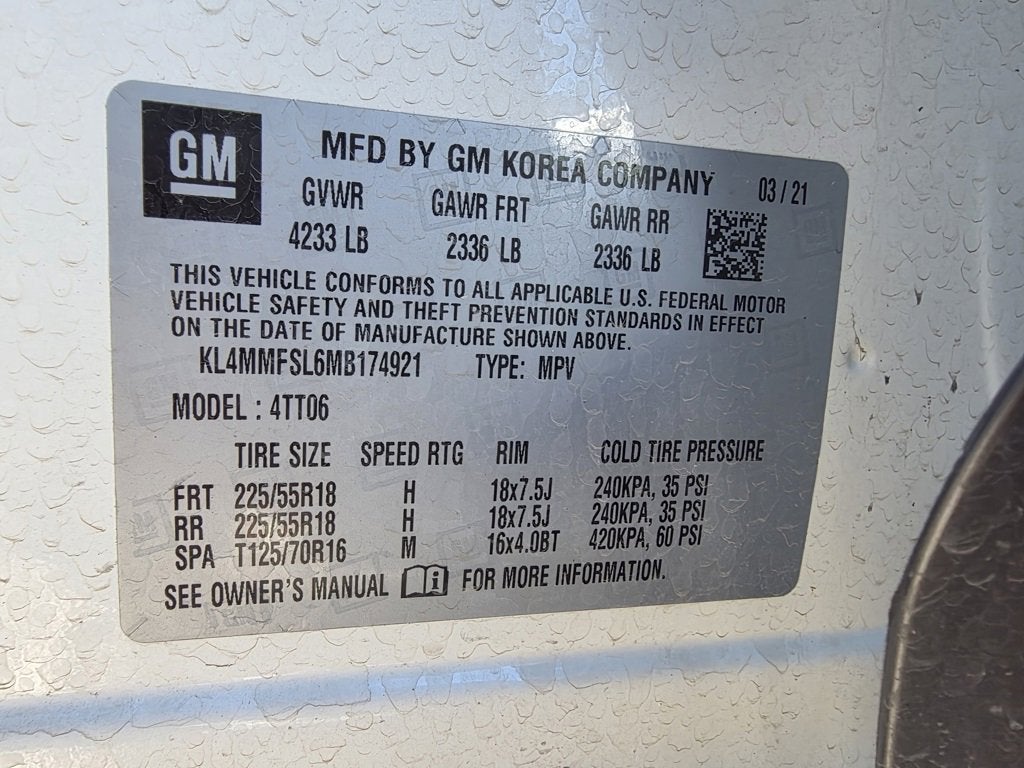 GM
MFD BY GM KOREA COMPANY 03/21
GVWR GAWR FRT GAWR RR
4233 LB 2336 LB 2336 LB
THIS VEHICLE CONFORMS TO ALL APPLICABLE U.S. FEDERAL MOTOR
VEHICLE SAFETY AND THEFT PREVENTION STANDARDS IN EFFECT
ON THE DATE OF MANUFACTURE SHOWN ABOVE.
KL4MMFSL6MB174921 TYPE: MPV
MODEL : 4TT06
TIRE SIZE SPEED RTG RIM COLD TIRE PRESSURE
FRT 225/55R18 H 18x7.5J 240KPA, 35 PSI
RR 225/55R18 H 18x7.5J 240KPA, 35 PSI
SPA T125/70R16 M 16x4.0BT 420KPA, 60 PSI
SEE OWNER'S MANUAL i FOR MORE INFORMATION.